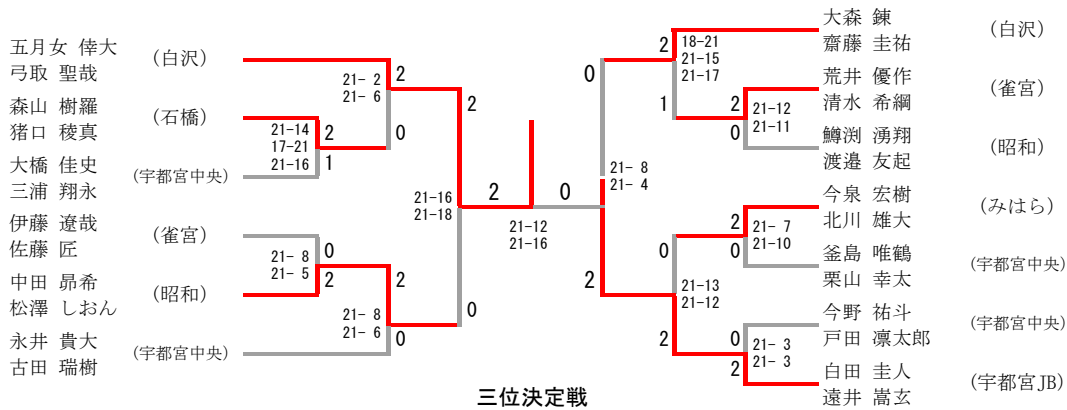 五月女 倖大
弓取 聖哉
(白沢)
森山 樹羅
猪口 稜真
(石橋)
大橋 佳史
三浦 翔永
(宇都宮中央)
伊藤 遼哉
佐藤 匠
(雀宮)
中田 昴希
松澤 しおん
(昭和)
永井 貴大
古田 瑞樹
(宇都宮中央)
21-14
17-21
21-16
2
1
21- 8
21- 5
0
2
21- 2
21- 6
2
0
21- 8
21- 6
2
0
21-16
21-18
2
0
2
0
21-12
21-16
0
2
21- 8
21- 4
2
1
18-21
21-15
21-17
0
2
21-13
21-12
2
0
21-12
21-11
2
0
21- 7
21-10
0
2
21- 3
21- 3
大森 錬
齋藤 圭祐
(白沢)
荒井 優作
清水 希綱
(雀宮)
鱒渕 湧翔
渡邉 友起
(昭和)
今泉 宏樹
北川 雄大
(みはら)
釜島 唯鶴
栗山 幸太
(宇都宮中央)
今野 祐斗
戸田 凛太郎
(宇都宮中央)
白田 圭人
遠井 嵩玄
(宇都宮JB)
三位決定戦